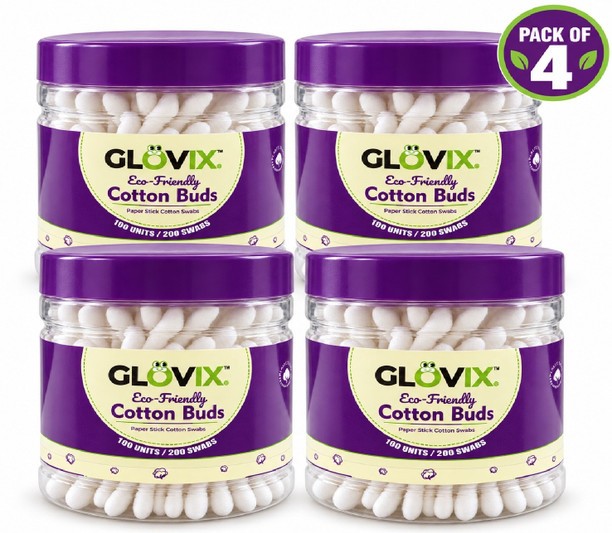 PACK OF
4
GLOVIX™
Eco-Friendly
Cotton Buds
Paper Stick Cotton Swabs
100 UNITS / 200 SWABS
GLOVIX™
Eco-Friendly
Cotton Buds
Paper Stick Cotton Swabs
100 UNITS / 200 SWABS
GLOVIX™
Eco-Friendly
Cotton Buds
Paper Stick Cotton Swabs
100 UNITS / 200 SWABS
GLOVIX™
Eco-Friendly
Cotton Buds
Paper Stick Cotton Swabs
100 UNITS / 200 SWABS